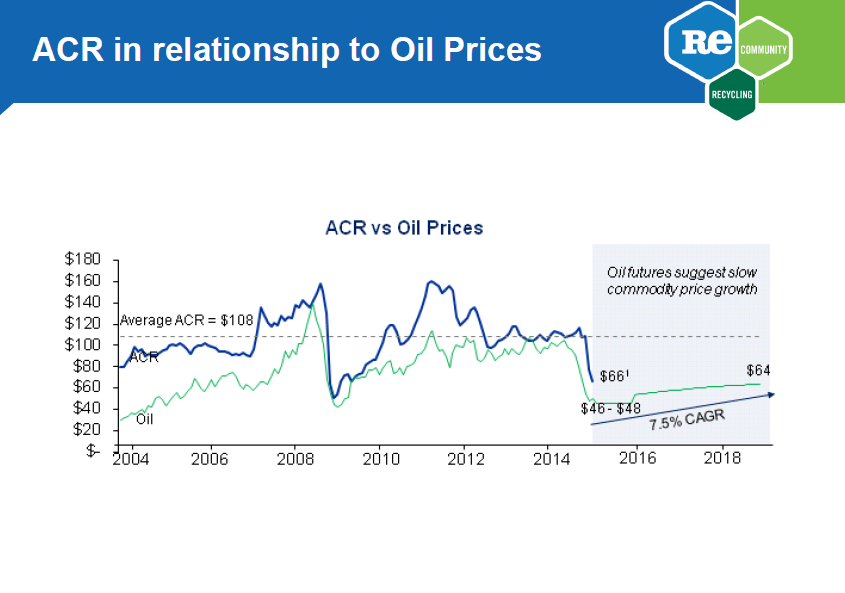 ACR in relationship to Oil Prices
Re
COMMUNITY
RECYCLING
ACR vs Oil Prices
$180
$160
$140
$120
$100
$80
$60
$40
$20
$-
Average ACR = $108
ACR
Oil
Oil futures suggest slow
commodity price growth
$66¹
$64
$46 - $48
7.5% CAGR
2004 2006 2008 2010 2012 2014 2016 2018